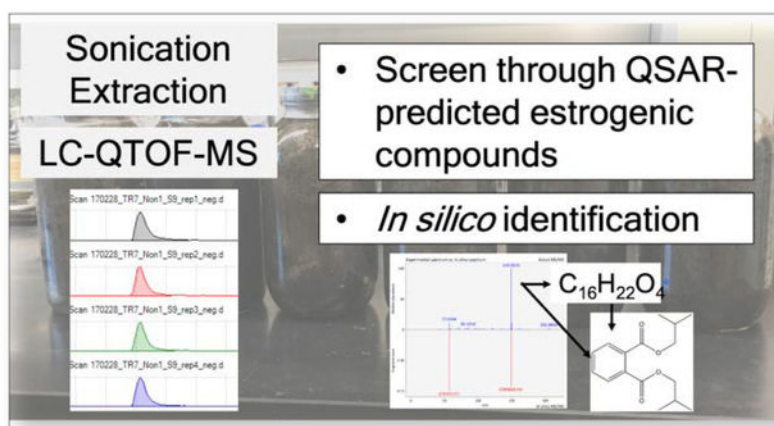 Sonication
Extraction
LC-QTOF-MS
Scan 170228_TR7_Non1_S9_rep1_neg.d
Scan 170228_TR7_Non1_S9_rep2_neg.d
Scan 170228_TR7_Non1_S9_rep3_neg.d
Scan 170228_TR7_Non1_S9_rep4_neg.d
• Screen through QSAR-
predicted estrogenic
compounds
• In silico identification
C₁₆H₂₂O₄
O
O
O
O